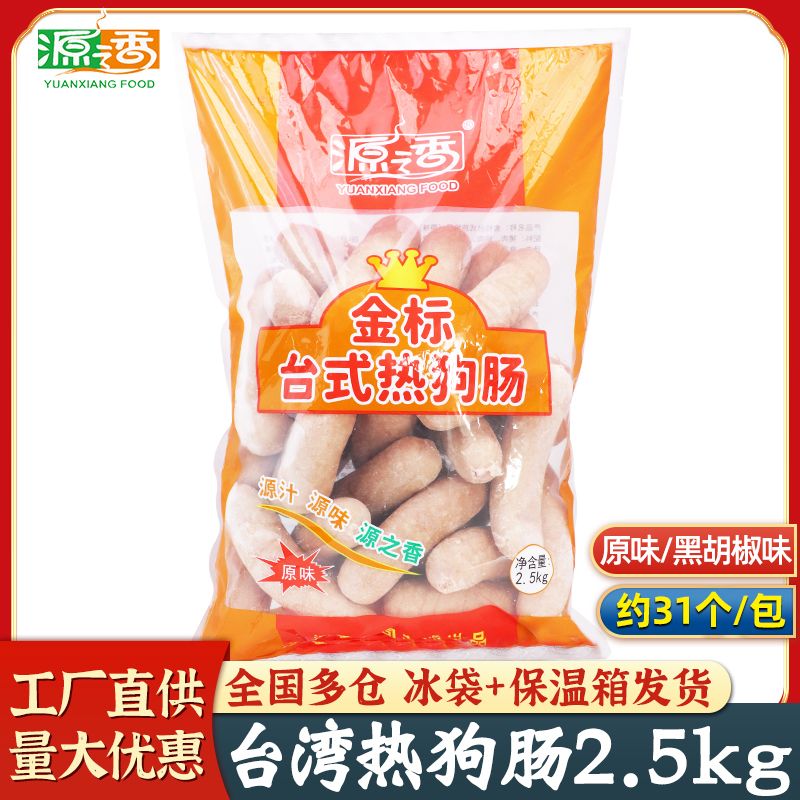 源之香
YUANXIANG FOOD
源之香®
YUANXIANG FOOD
金标
台式热狗肠
源汁 源味 源之香
原味
净含量:
2.5kg
原味/黑胡椒味
约31个/包
工厂直供
量大优惠
全国多仓 冰袋+保温箱发货
台湾热狗肠2.5kg